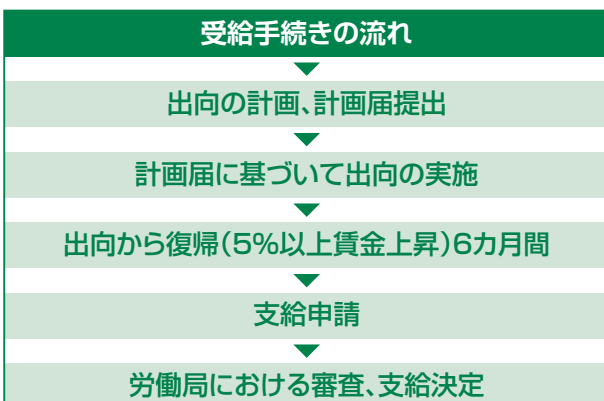 受給手続きの流れ
出向の計画、計画届提出
計画届に基づいて出向の実施
出向から復帰(5%以上賃金上昇)6カ月間
支給申請
労働局における審査、支給決定